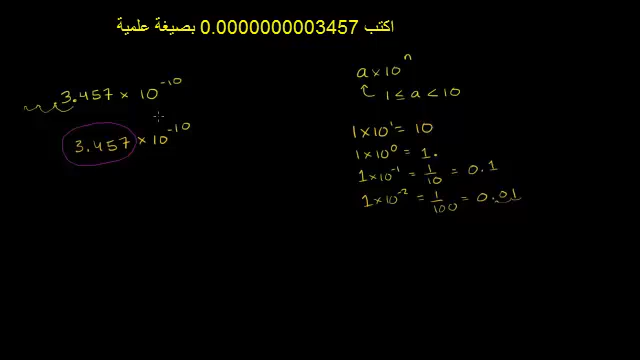 اكتب 0.0000000003457 بصيغة علمية
3.457 × 10^-10
3.457 × 10^-10
a × 10^n
1 ≤ a < 10
1 × 10^1 = 10
1 × 10^0 = 1.
1 × 10^-1 = 1/10 = 0.1
1 × 10^-2 = 1/100 = 0.01